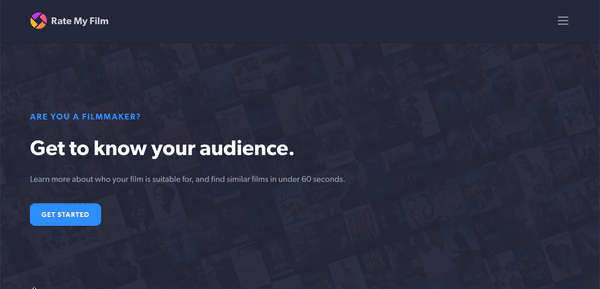 Rate My Film
ARE YOU A FILMMAKER?
Get to know your audience.
Learn more about who your film is suitable for, and find similar films in under 60 seconds.
GET STARTED